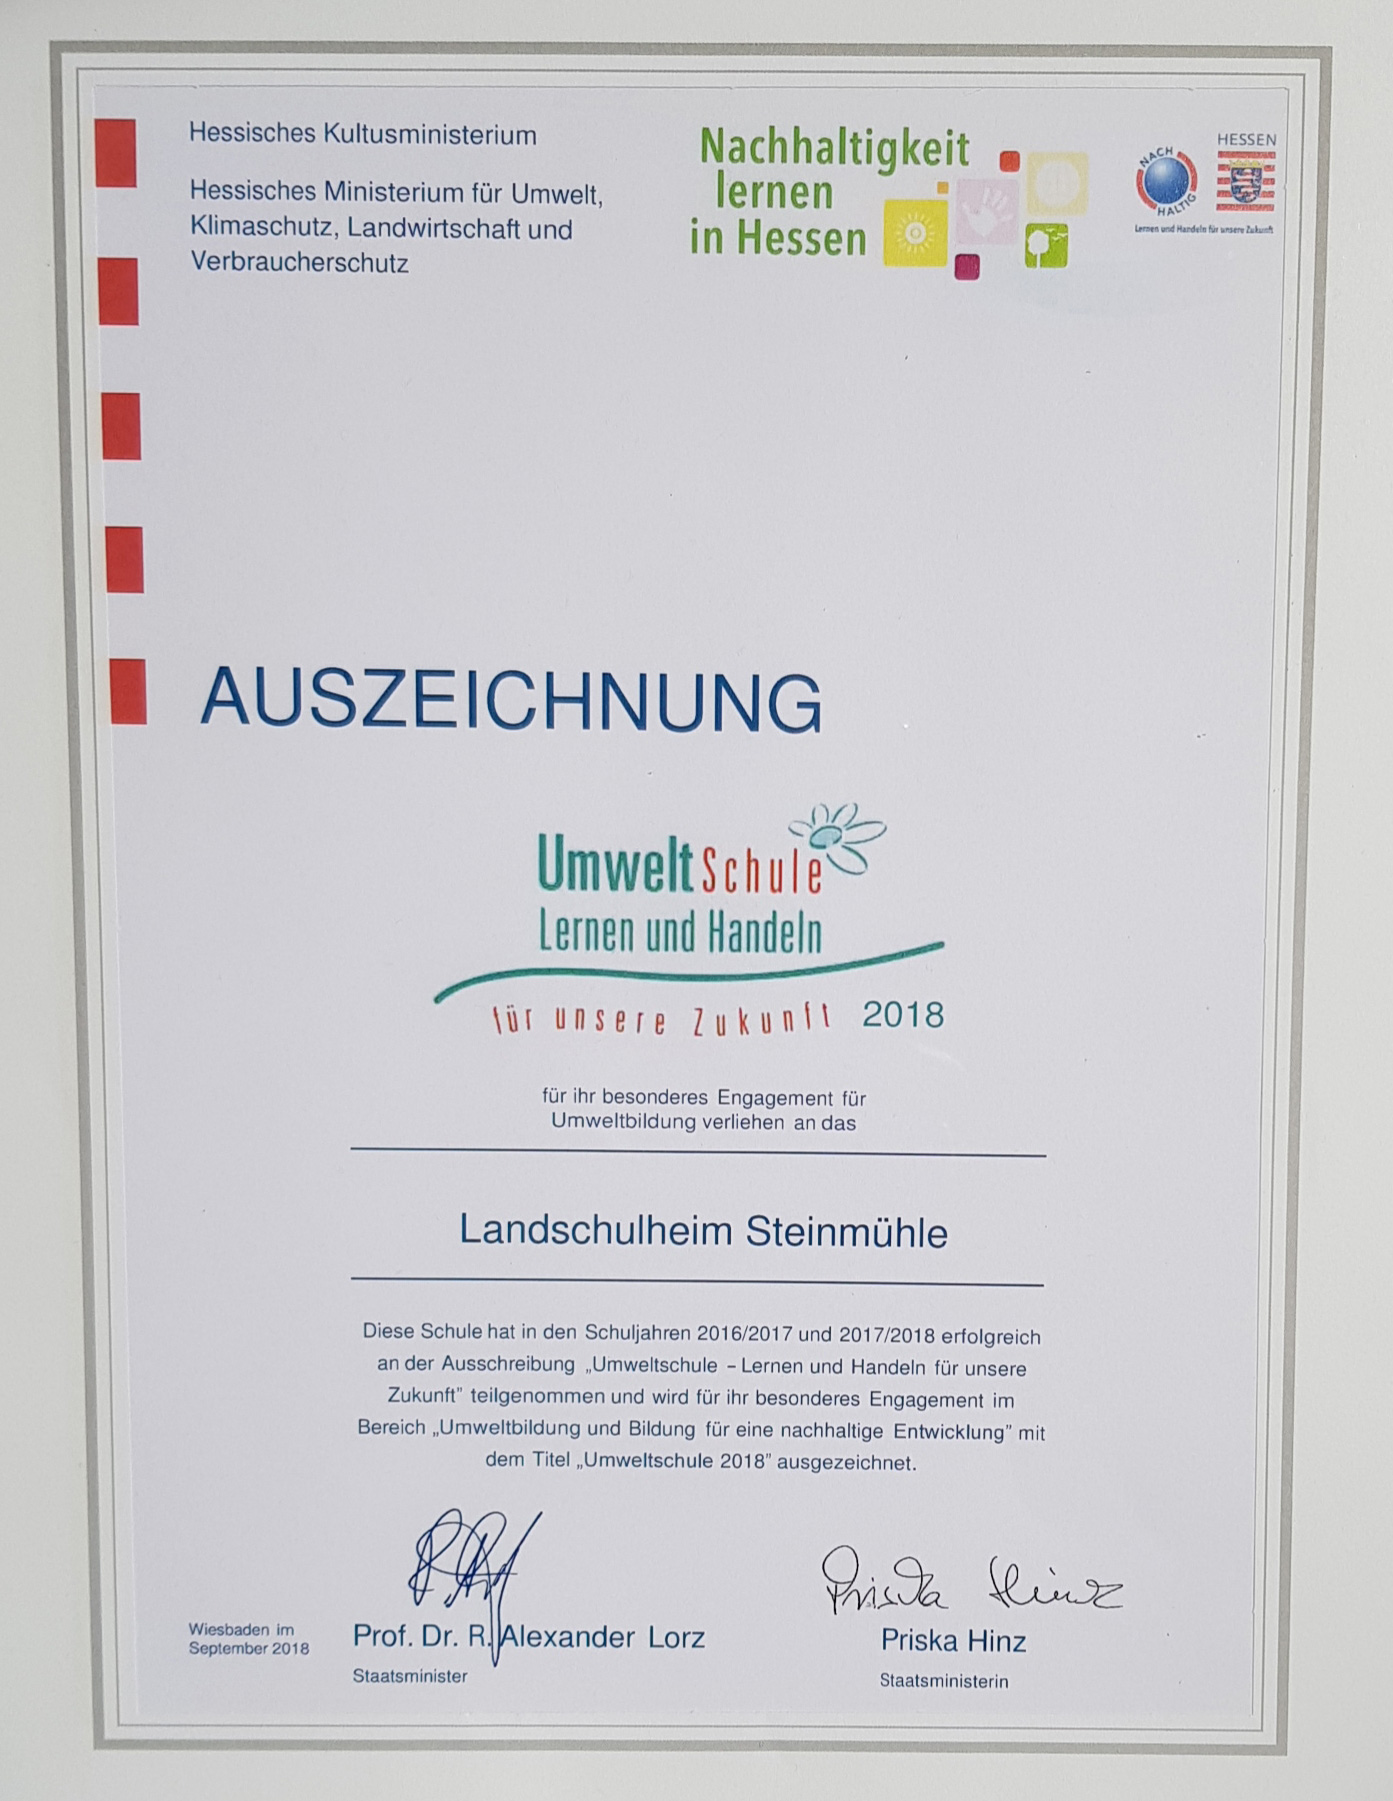 Hessisches Kultusministerium
Hessisches Ministerium für Umwelt,
Klimaschutz, Landwirtschaft und
Verbraucherschutz
Nachhaltigkeit
lernen
in Hessen
NACH
HALTIG
HESSEN
Lernen und Handeln für unsere Zukunft
AUSZEICHNUNG
UmweltSchule
Lernen und Handeln
für unsere Zukunft 2018
für ihr besonderes Engagement für
Umweltbildung verliehen an das
Landschulheim Steinmühle
Diese Schule hat in den Schuljahren 2016/2017 und 2017/2018 erfolgreich
an der Ausschreibung „Umweltschule – Lernen und Handeln für unsere
Zukunft” teilgenommen und wird für ihr besonderes Engagement im
Bereich „Umweltbildung und Bildung für eine nachhaltige Entwicklung” mit
dem Titel „Umweltschule 2018” ausgezeichnet.
Priska Hinz
Wiesbaden im
September 2018
Prof. Dr. R. Alexander Lorz
Staatsminister
Priska Hinz
Staatsministerin